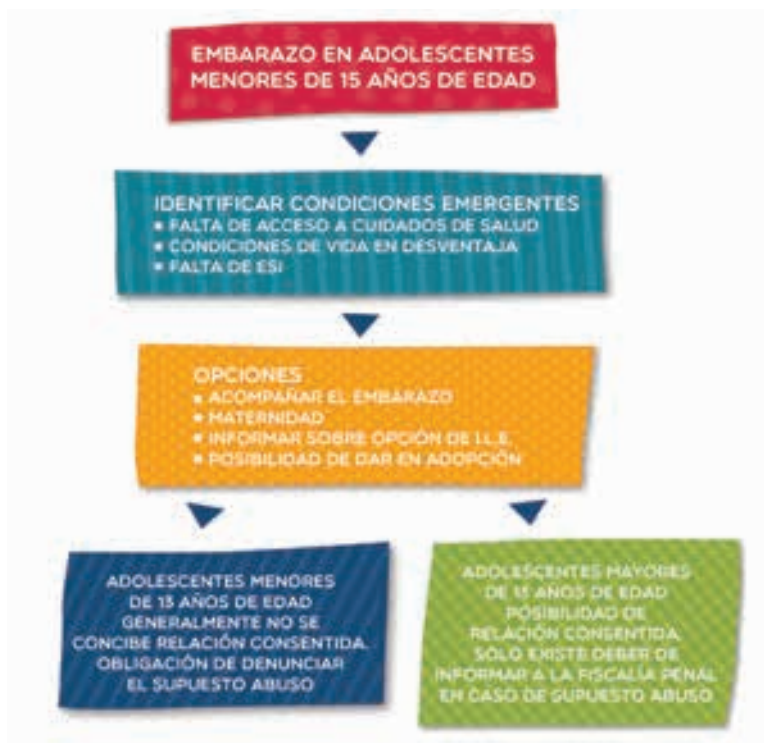 EMBARAZO EN ADOLESCENTES
MENORES DE 15 AÑOS DE EDAD
IDENTIFICAR CONDICIONES EMERGENTES
■ FALTA DE ACCESO A CUIDADOS DE SALUD
■ CONDICIONES DE VIDA EN DESVENTAJA
■ FALTA DE ESI
OPCIONES
■ ACOMPAÑAR EL EMBARAZO
■ MATERNIDAD
■ INFORMAR SOBRE OPCIÓN DE I.L.E.
■ POSIBILIDAD DE DAR EN ADOPCIÓN
ADOLESCENTES MENORES
DE 13 AÑOS DE EDAD
GENERALMENTE NO SE
CONCIBE RELACIÓN CONSENTIDA.
OBLIGACIÓN DE DENUNCIAR
EL SUPUESTO ABUSO
ADOLESCENTES MAYORES
DE 13 AÑOS DE EDAD
POSIBILIDAD DE
RELACIÓN CONSENTIDA.
SÓLO EXISTE DEBER DE
INFORMAR A LA FISCALÍA PENAL
EN CASO DE SUPUESTO ABUSO